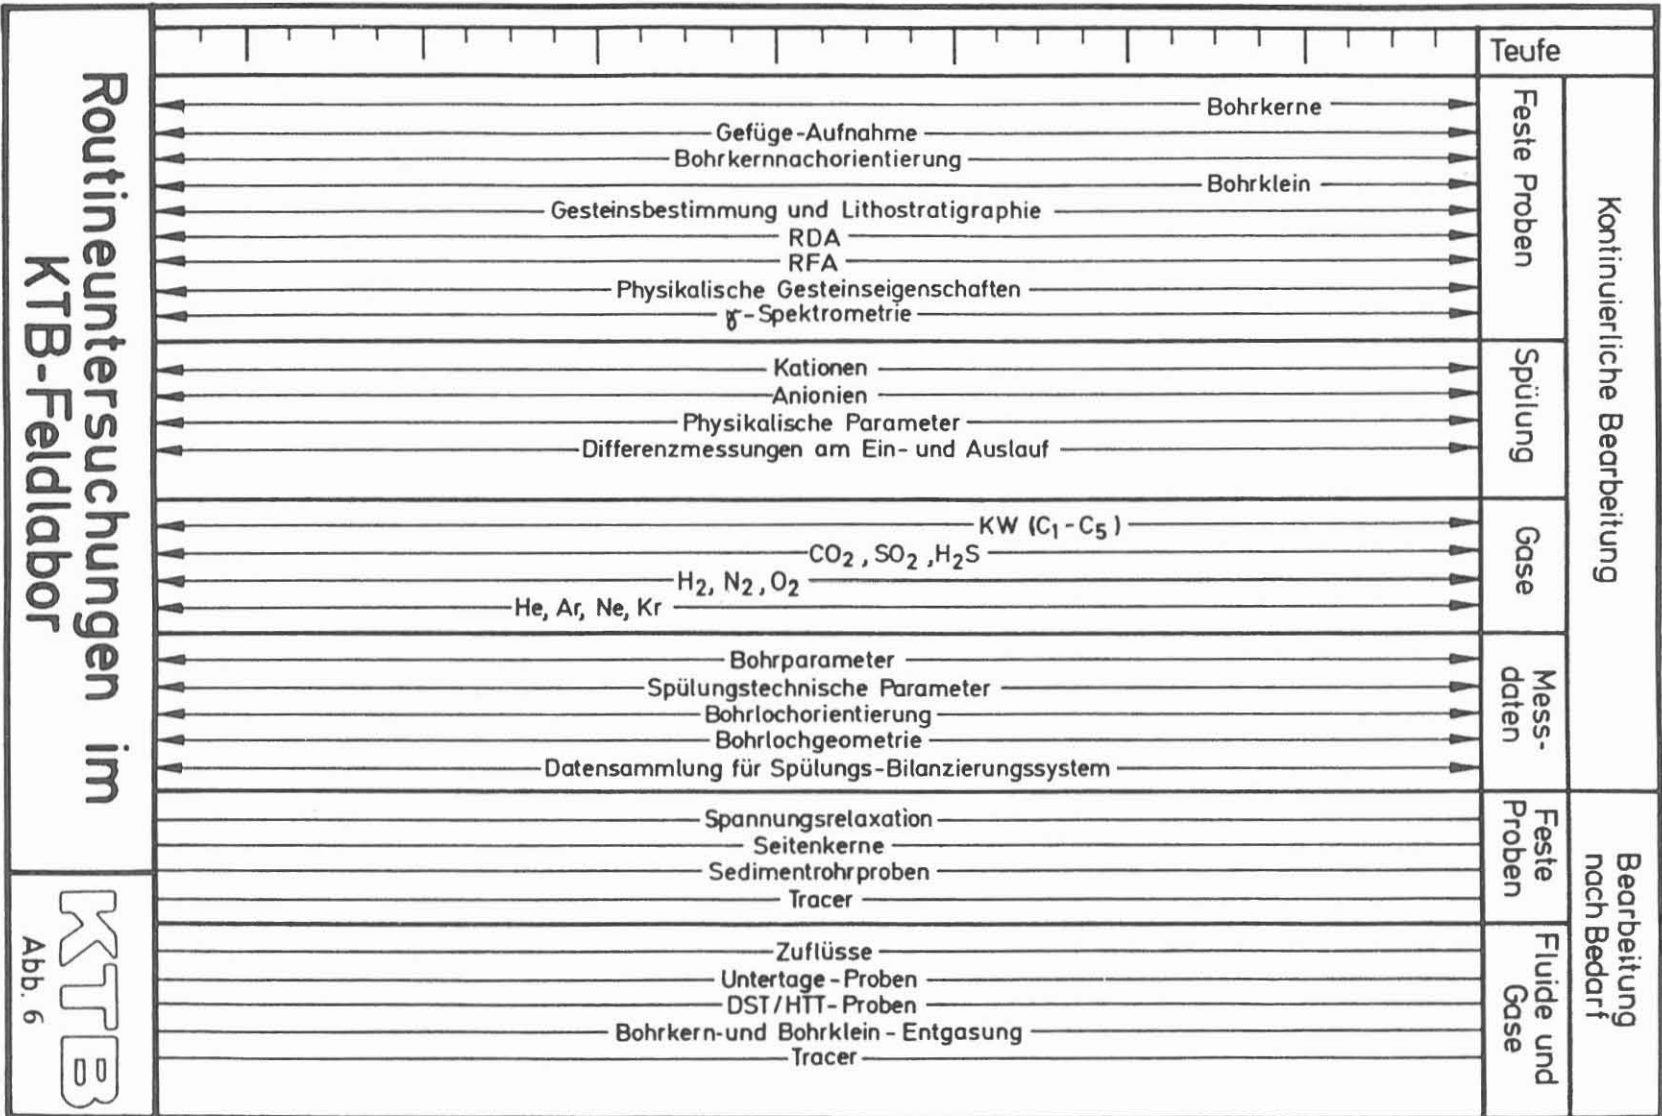 Teufe
Kontinuierliche Bearbeitung
Feste Proben
Bohrkerne
Gefüge-Aufnahme
Bohrkernnachorientierung
Bohrklein
Gesteinsbestimmung und Lithostratigraphie
RDA
RFA
Physikalische Gesteinseigenschaften
γ-Spektrometrie
Spülung
Kationen
Anionien
Physikalische Parameter
Differenzmessungen am Ein- und Auslauf
Gase
KW (C₁-C₅)
CO₂, SO₂, H₂S
H₂, N₂, O₂
He, Ar, Ne, Kr
Mess-
daten
Bohrparameter
Spülungstechnische Parameter
Bohrlochorientierung
Bohrlochgeometrie
Datensammlung für Spülungs-Bilanzierungssystem
Bearbeitung
nach Bedarf
Feste
Proben
Spannungsrelaxation
Seitenkerne
Sedimentrohrproben
Tracer
Fluide und
Gase
Zuflüsse
Untertage-Proben
DST/HTT-Proben
Bohrkern-und Bohrklein-Entgasung
Tracer
Routineuntersuchungen im
KTB-Feldlabor
KTB
Abb. 6